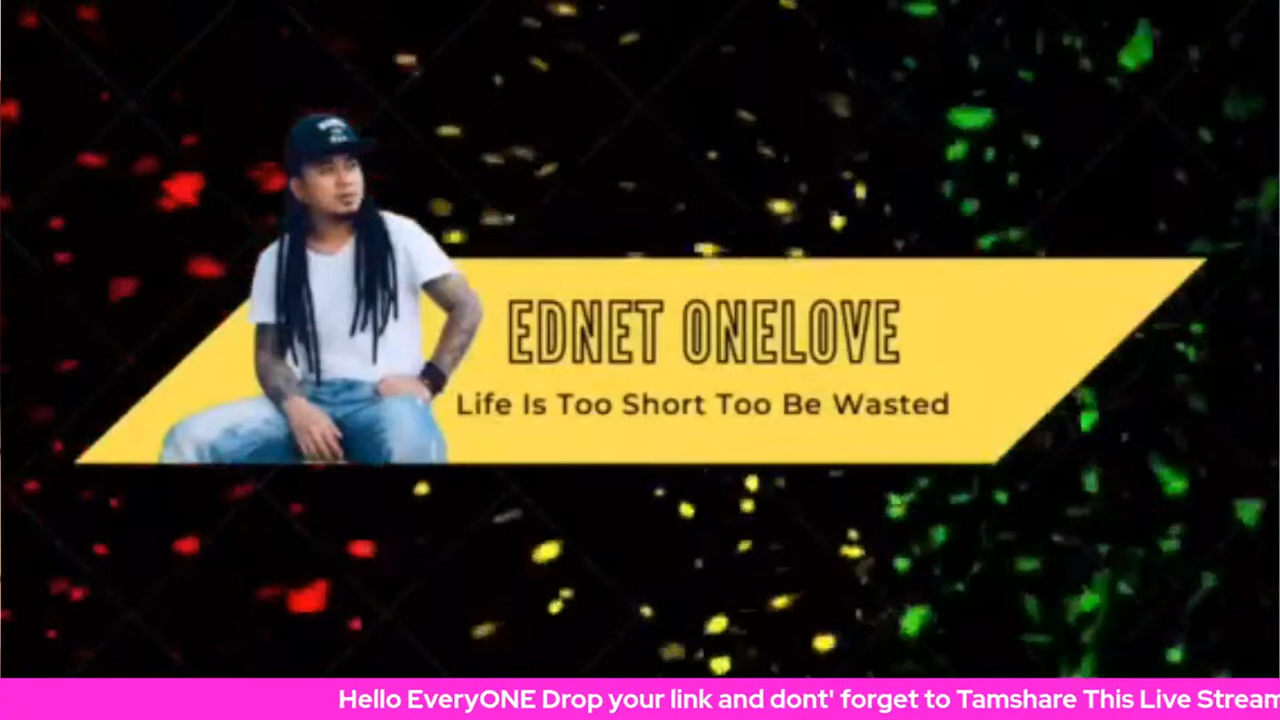 EDNET ONELOVE
Life Is Too Short Too Be Wasted
Hello EveryONE Drop your link and dont' forget to Tamshare This Live Stream